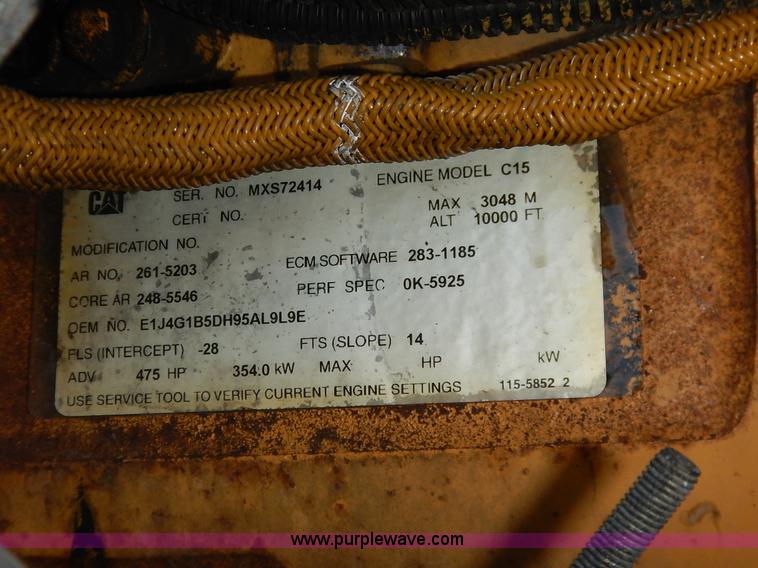 CAT SER. NO. MXS72414 ENGINE MODEL C15
CERT NO. MAX 3048 M
ALT 10000 FT
MODIFICATION NO.
AR NO. 261-5203 ECM SOFTWARE 283-1185
CORE AR 248-5546 PERF SPEC 0K-5925
OEM NO. E1J4G1B5DH95AL9L9E
FLS (INTERCEPT) -28 FTS (SLOPE) 14
ADV 475 HP 354.0 kW MAX HP kW
USE SERVICE TOOL TO VERIFY CURRENT ENGINE SETTINGS 115-5852 2
www.purplewave.com